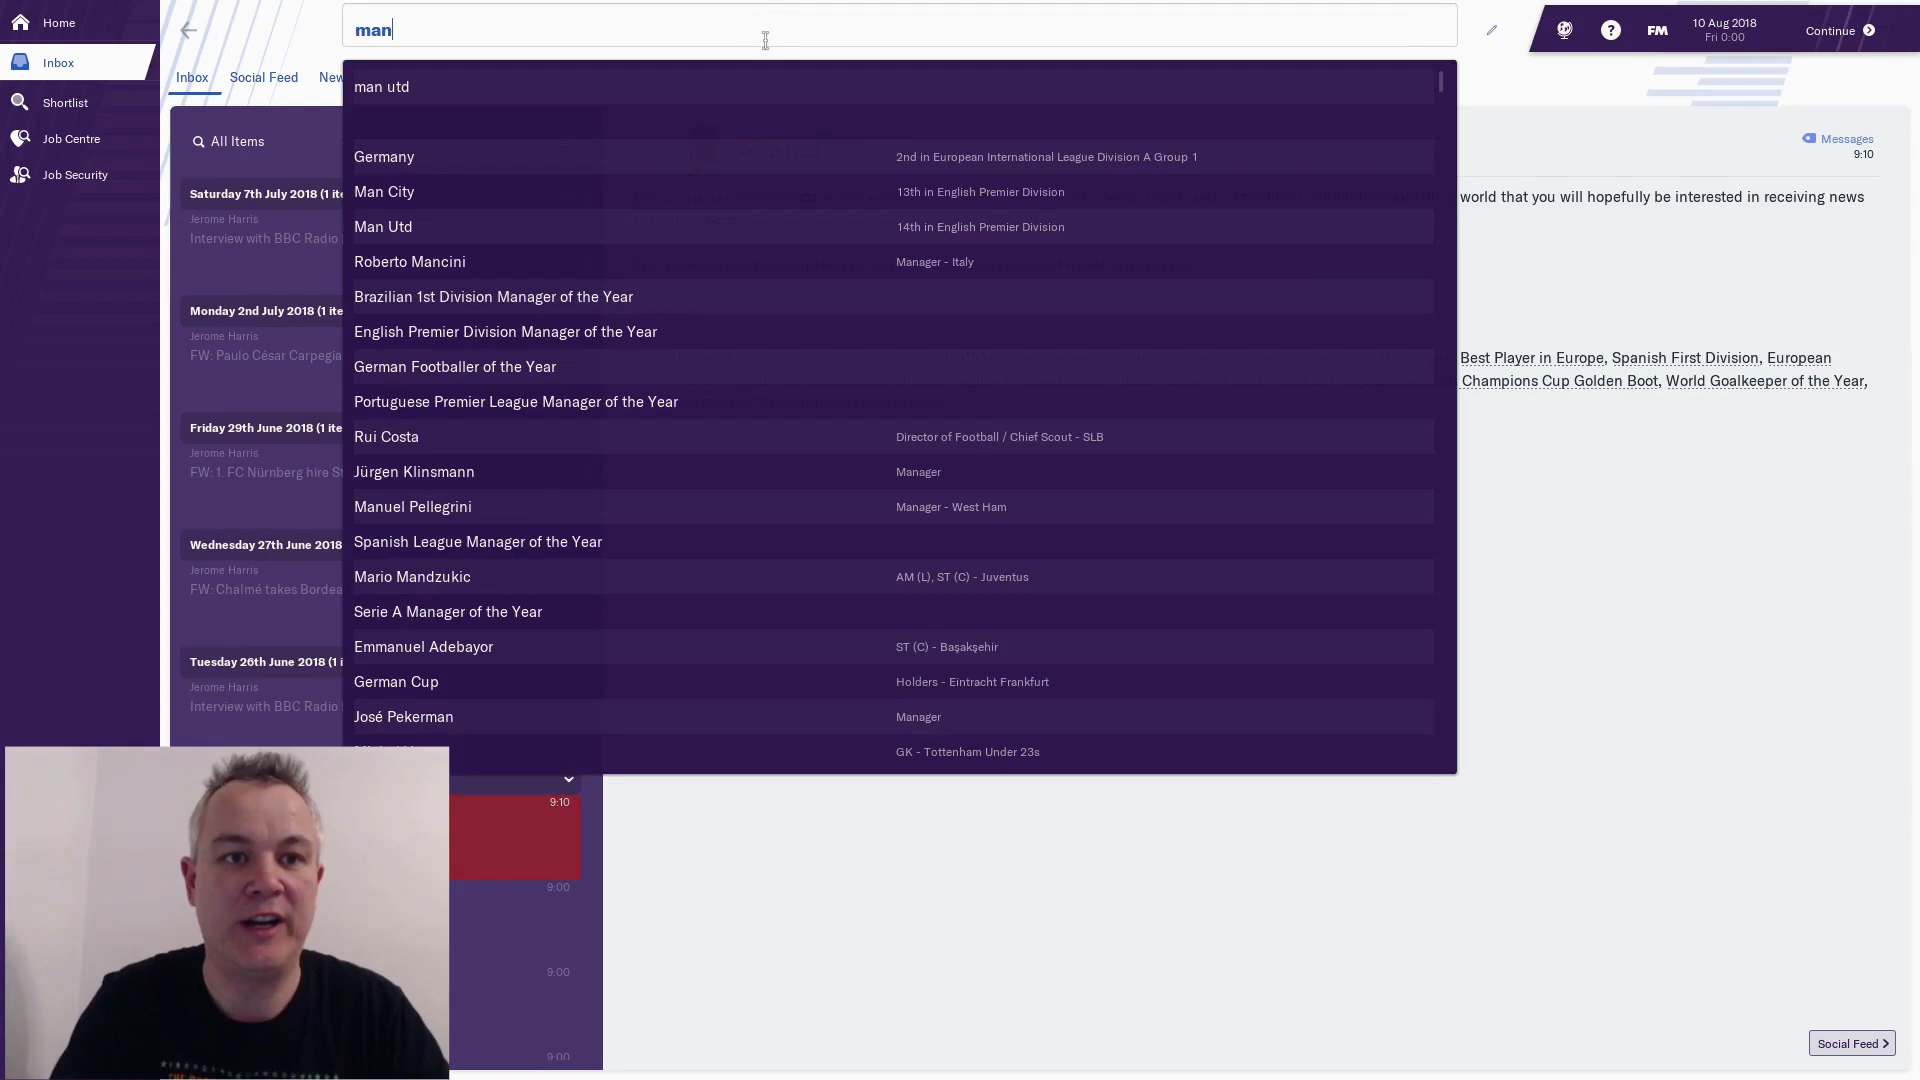 Home
Inbox
Shortlist
Job Centre
Job Security
man
FM
10 Aug 2018
Fri 0:00
Continue
Inbox
Social Feed
New
All Items
Saturday 7th July 2018 (1 ite
Jerome Harris
Interview with BBC Radio
Monday 2nd July 2018 (1 ite
Jerome Harris
FW: Paulo César Carpegia
Friday 29th June 2018 (1 ite
Jerome Harris
FW: 1. FC Nürnberg hire St
Wednesday 27th June 2018
Jerome Harris
FW: Chalmé takes Bordea
Tuesday 26th June 2018 (1 i
Jerome Harris
Interview with BBC Radio
man utd
Germany 2nd in European International League Division A Group 1
Man City 13th in English Premier Division
Man Utd 14th in English Premier Division
Roberto Mancini Manager - Italy
Brazilian 1st Division Manager of the Year
English Premier Division Manager of the Year
German Footballer of the Year
Portuguese Premier League Manager of the Year
Rui Costa Director of Football / Chief Scout - SLB
Jürgen Klinsmann Manager
Manuel Pellegrini Manager - West Ham
Spanish League Manager of the Year
Mario Mandzukic AM (L), ST (C) - Juventus
Serie A Manager of the Year
Emmanuel Adebayor ST (C) - Başakşehir
German Cup Holders - Eintracht Frankfurt
José Pekerman Manager
GK - Tottenham Under 23s
Messages
9:10
world that you will hopefully be interested in receiving news
Best Player in Europe, Spanish First Division, European
Champions Cup Golden Boot, World Goalkeeper of the Year,
9:10
9:00
9:00
9:00
Social Feed